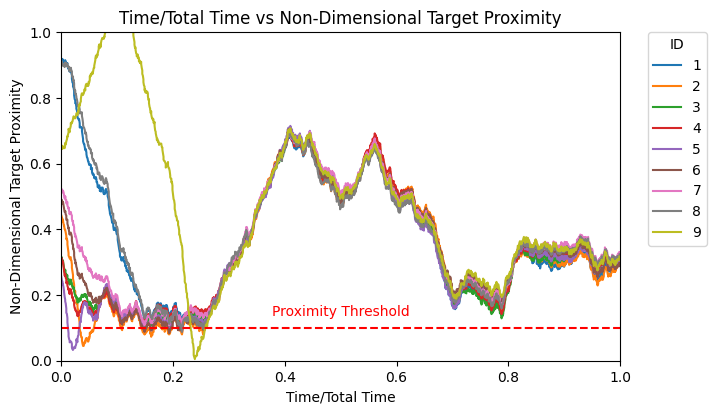 Time/Total Time vs Non-Dimensional Target Proximity
Non-Dimensional Target Proximity
1.0
0.8
0.6
0.4
0.2
0.0
Proximity Threshold
0.0 0.2 0.4 0.6 0.8 1.0
Time/Total Time
ID
1
2
3
4
5
6
7
8
9